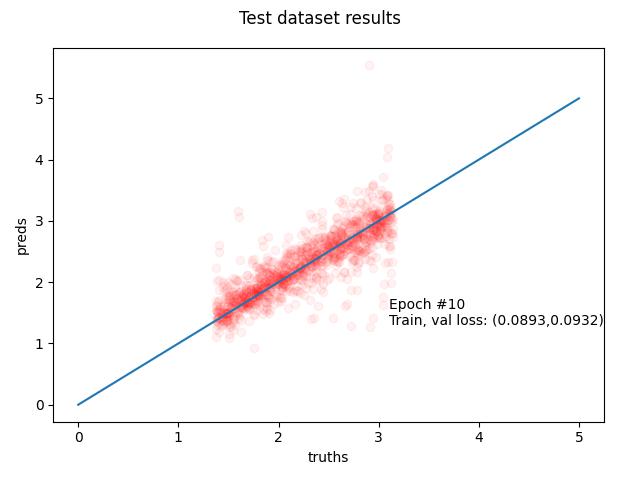 Test dataset results
preds
5
4
3
2
1
0
Epoch #10
Train, val loss: (0.0893,0.0932)
0 1 2 3 4 5
truths